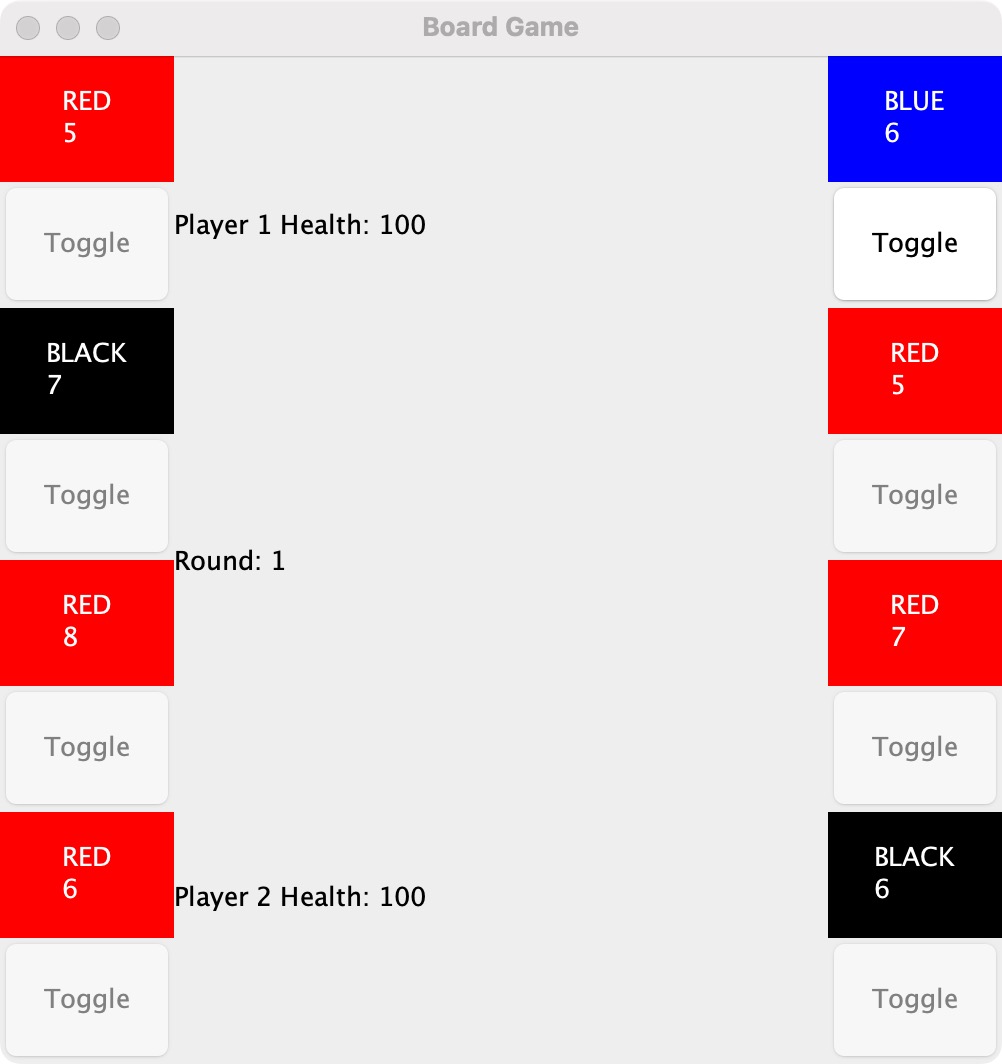 Board Game
RED
5
Toggle
BLACK
7
Toggle
RED
8
Toggle
RED
6
Toggle
Player 1 Health: 100
Round: 1
Player 2 Health: 100
BLUE
6
Toggle
RED
5
Toggle
RED
7
Toggle
BLACK
6
Toggle